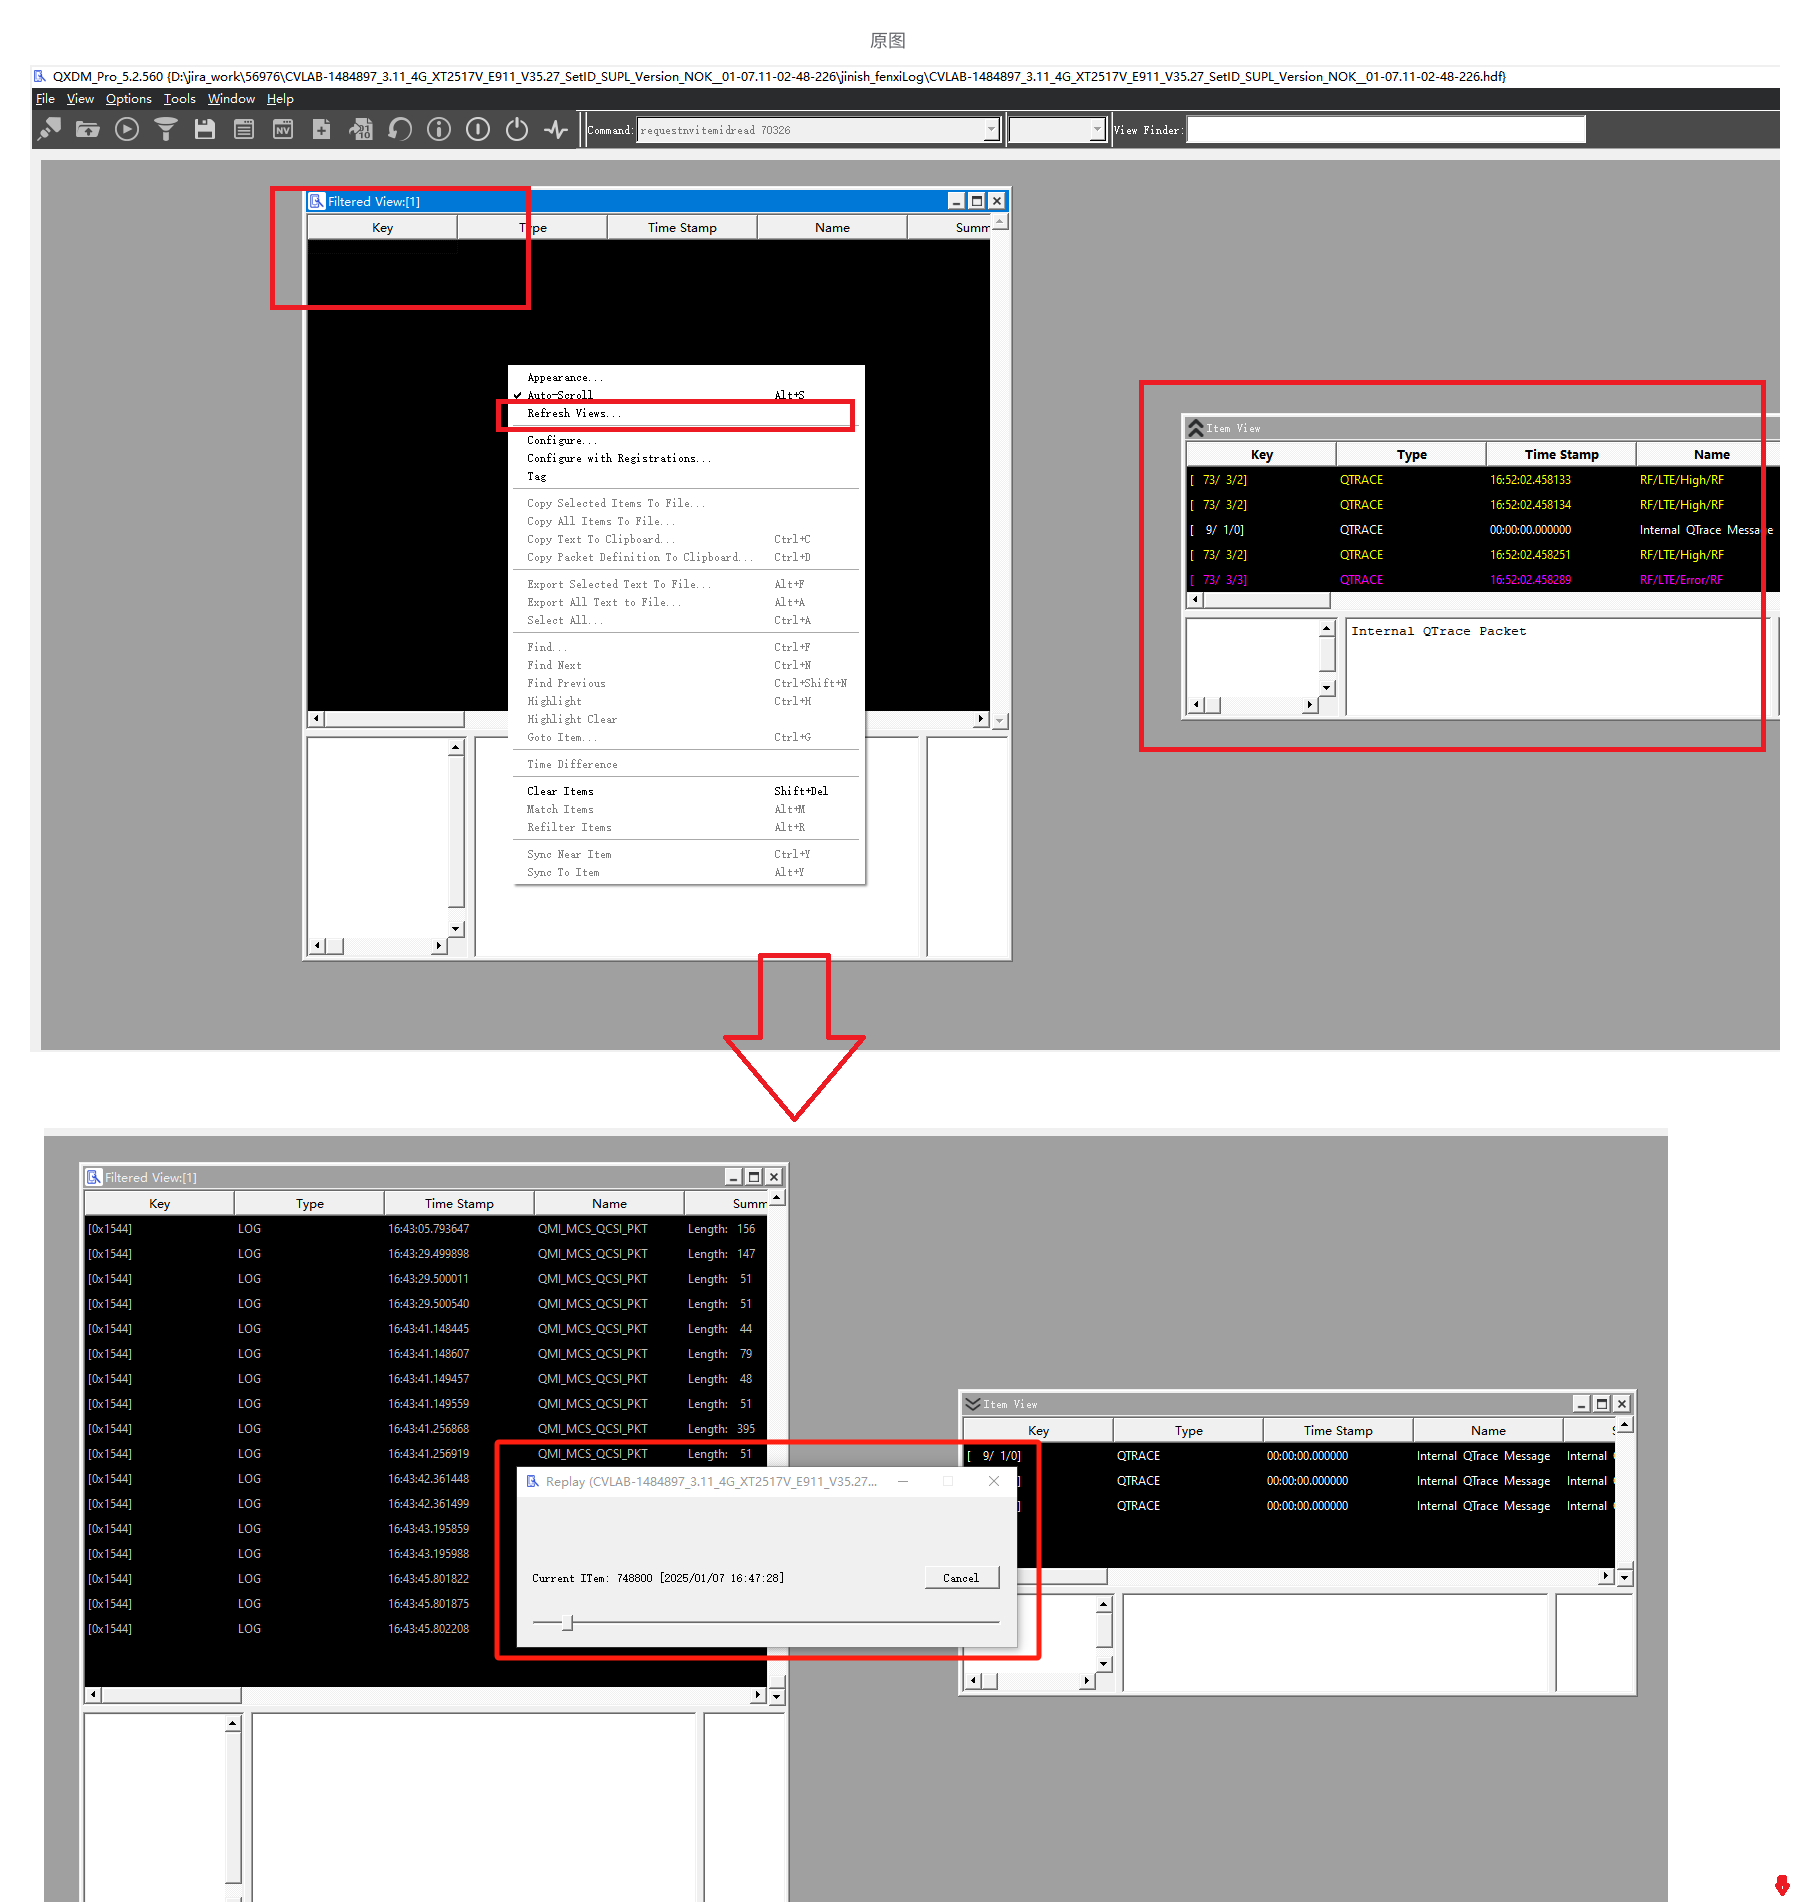 原图
QXDM_Pro_5.2.560 {D:\jira_work\56976\CVLAB-1484897_3.11_4G_XT2517V_E911_V35.27_SetID_SUPL_Version_NOK__01-07.11-02-48-226\jinish_fenxiLog\CVLAB-1484897_3.11_4G_XT2517V_E911_V35.27_SetID_SUPL_Version_NOK__01-07.11-02-48-226.hdf}
File View Options Tools Window Help
Command: requestnvitemidread 70326 View Finder:
Filtered View:[1]
Key Type Time Stamp Name Summ
Appearance...
Auto-Scroll Alt+S
Refresh Views...
Configure...
Configure with Registrations...
Tag
Copy Selected Items To File...
Copy All Items To File...
Copy Text To Clipboard... Ctrl+C
Copy Packet Definition To Clipboard... Ctrl+D
Export Selected Text To File... Alt+F
Export All Text to File... Alt+A
Select All... Ctrl+A
Find... Ctrl+F
Find Next Ctrl+N
Find Previous Ctrl+Shift+N
Highlight Ctrl+H
Highlight Clear
Goto Item... Ctrl+G
Time Difference
Clear Items Shift+Del
Match Items Alt+M
Refilter Items Alt+R
Sync Near Item Ctrl+Y
Sync To Item Alt+Y
Item View
Key Type Time Stamp Name
[ 73/ 3/2] QTRACE 16:52:02.458133 RF/LTE/High/RF
[ 73/ 3/2] QTRACE 16:52:02.458134 RF/LTE/High/RF
[ 9/ 1/0] QTRACE 00:00:00.000000 Internal QTrace Message
[ 73/ 3/2] QTRACE 16:52:02.458251 RF/LTE/High/RF
[ 73/ 3/3] QTRACE 16:52:02.458289 RF/LTE/Error/RF
Internal QTrace Packet
Filtered View:[1]
Key Type Time Stamp Name Summ
[0x1544] LOG 16:43:05.793647 QMI_MCS_QCSI_PKT Length: 156
[0x1544] LOG 16:43:29.499898 QMI_MCS_QCSI_PKT Length: 147
[0x1544] LOG 16:43:29.500011 QMI_MCS_QCSI_PKT Length: 51
[0x1544] LOG 16:43:29.500540 QMI_MCS_QCSI_PKT Length: 51
[0x1544] LOG 16:43:41.148445 QMI_MCS_QCSI_PKT Length: 44
[0x1544] LOG 16:43:41.148607 QMI_MCS_QCSI_PKT Length: 79
[0x1544] LOG 16:43:41.149457 QMI_MCS_QCSI_PKT Length: 48
[0x1544] LOG 16:43:41.149559 QMI_MCS_QCSI_PKT Length: 51
[0x1544] LOG 16:43:41.256868 QMI_MCS_QCSI_PKT Length: 395
[0x1544] LOG 16:43:41.256919 QMI_MCS_QCSI_PKT Length: 51
[0x1544] LOG 16:43:42.361448
[0x1544] LOG 16:43:42.361499
[0x1544] LOG 16:43:43.195859
[0x1544] LOG 16:43:43.195988
[0x1544] LOG 16:43:45.801822
[0x1544] LOG 16:43:45.801875
[0x1544] LOG 16:43:45.802208
Replay (CVLAB-1484897_3.11_4G_XT2517V_E911_V35.27...
Current ITem: 748800 [2025/01/07 16:47:28] Cancel
Item View
Key Type Time Stamp Name
[ 9/ 1/0] QTRACE 00:00:00.000000 Internal QTrace Message Internal
] QTRACE 00:00:00.000000 Internal QTrace Message Internal
] QTRACE 00:00:00.000000 Internal QTrace Message Internal